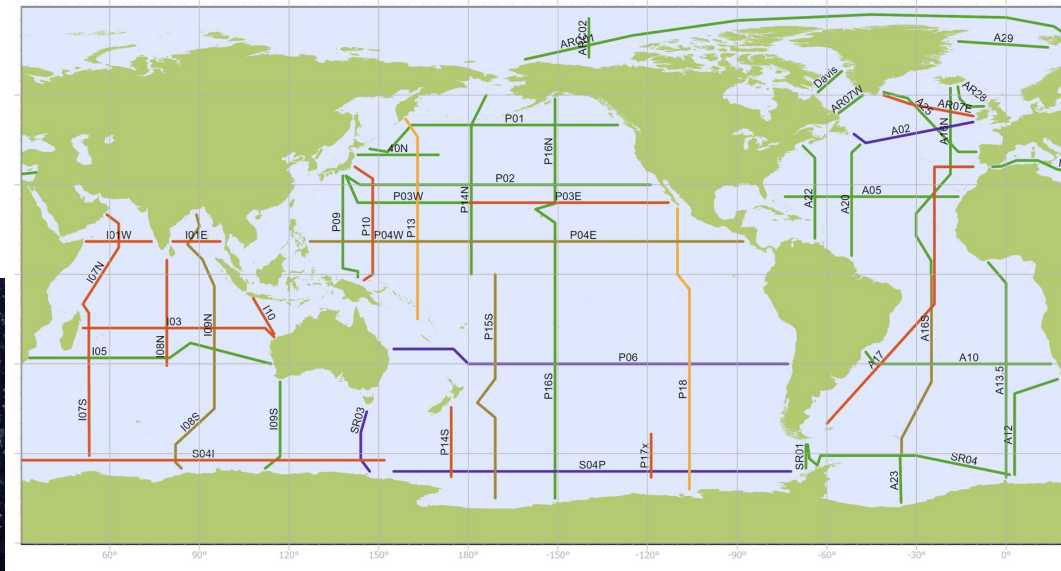 ARC02
ARC01
A29
Davis
AR07W
AR28
AR07E
A25
A02
A16N
P01
P16N
40N
P02
P14N
P03W
P03E
A22
A20
A05
P09
P10
P13
P04W
P04E
I01W
I01E
I07N
I10
I09N
I03
I05
I08N
P15S
A16S
P06
P16S
P18
A17
A10
A13.5
I07S
I08S
I09S
SR03
P14S
P17x
A12
S04I
S04P
SR01
SR04
A23
60° 90° 120° 150° 180° -150° -120° -90° -60° -30° 0°